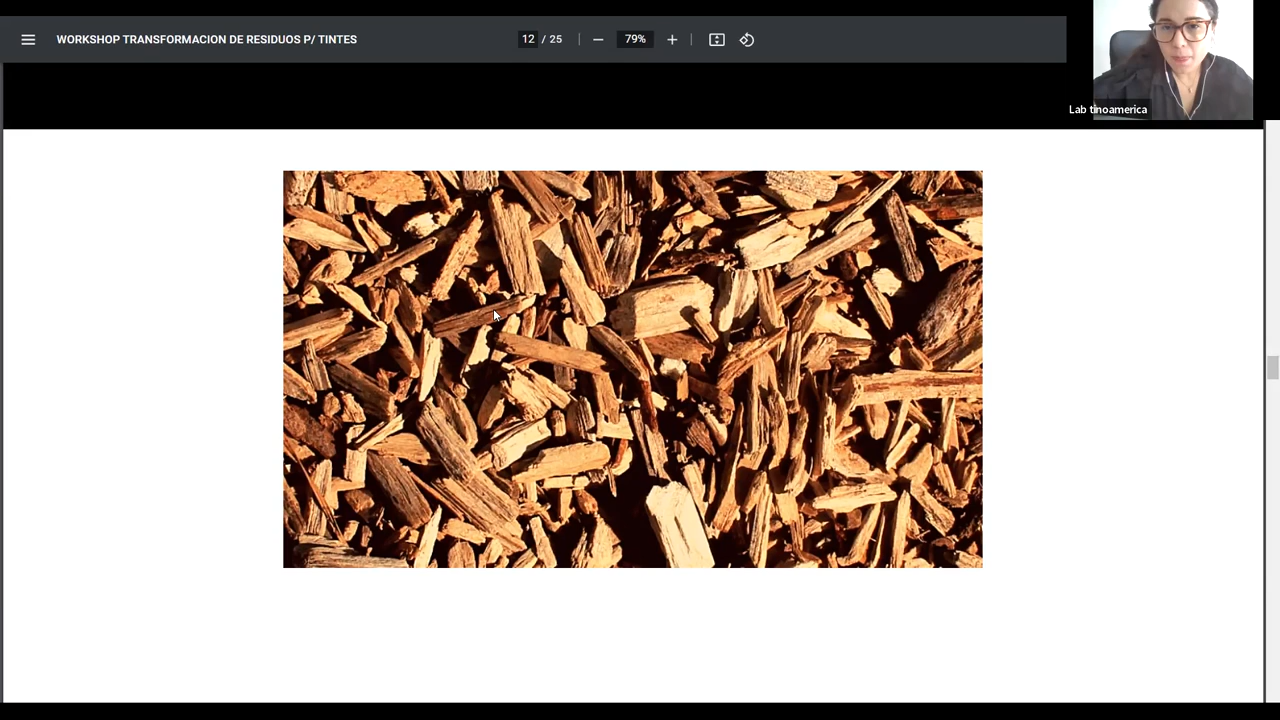 WORKSHOP TRANSFORMACION DE RESIDUOS P/ TINTES
12 / 25
79%
Lab tinoamerica